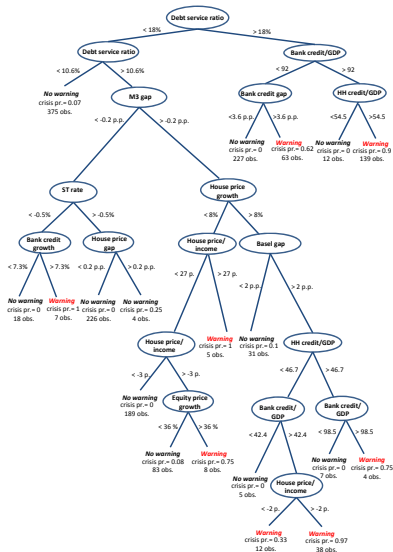 Debt service ratio
< 18%
> 18%
Debt service ratio
Bank credit/GDP
< 10.6%
> 10.6%
< 92
> 92
No warning
crisis pr.= 0.07
375 obs.
M3 gap
Bank credit gap
HH credit/GDP
< -0.2 p.p.
> -0.2 p.p.
<3.6 p.p.
>3.6 p.p.
<54.5
>54.5
No warning
crisis pr.= 0
227 obs.
Warning
crisis pr.= 0.62
63 obs.
No warning
crisis pr.= 0
12 obs.
Warning
crisis pr.= 0.9
139 obs.
ST rate
House price
growth
< -0.5%
> -0.5%
< 8%
> 8%
Bank credit
growth
House price
gap
House price/
income
Basel gap
< 7.3%
> 7.3%
< 0.2 p.p.
> 0.2 p.p.
< 27 p.
> 27 p.
< 2 p.p.
> 2 p.p.
No warning
crisis pr.= 0
18 obs.
Warning
crisis pr.= 1
7 obs.
No warning
crisis pr.= 0
226 obs.
No warning
crisis pr.= 0.25
4 obs.
House price/
income
Warning
crisis pr.= 1
5 obs.
No warning
crisis pr.= 0.1
31 obs.
HH credit/GDP
< -3 p.
> -3 p.
< 46.7
> 46.7
No warning
crisis pr.= 0
189 obs.
Equity price
growth
Bank credit/
GDP
Bank credit/
GDP
< 36 %
> 36 %
< 42.4
> 42.4
< 98.5
> 98.5
No warning
crisis pr.= 0.08
83 obs.
Warning
crisis pr.= 0.75
8 obs.
No warning
crisis pr.= 0
5 obs.
House price/
income
No warning
crisis pr.= 0
7 obs.
Warning
crisis pr.= 0.75
4 obs.
< -2 p.
> -2 p.
Warning
crisis pr.= 0.33
12 obs.
Warning
crisis pr.= 0.97
38 obs.